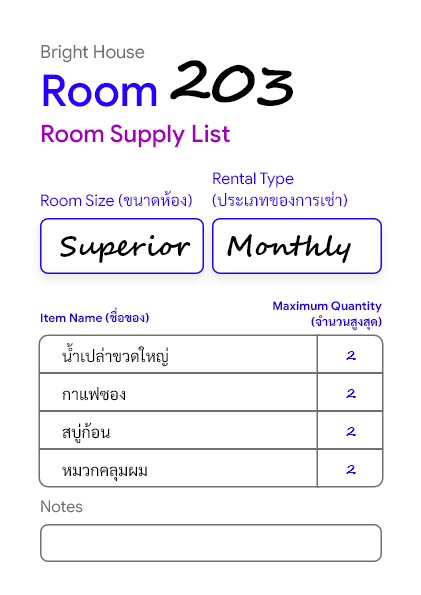 Bright House
Room 203
Room Supply List
Room Size (ขนาดห้อง)
Rental Type
(ประเภทของการเช่า)
Superior
Monthly
Item Name (ชื่อของ)
Maximum Quantity
(จำนวนสูงสุด)
น้ำเปล่าขวดใหญ่ 2
กาแฟซอง 2
สบู่ก้อน 2
หมวกคลุมผม 2
Notes